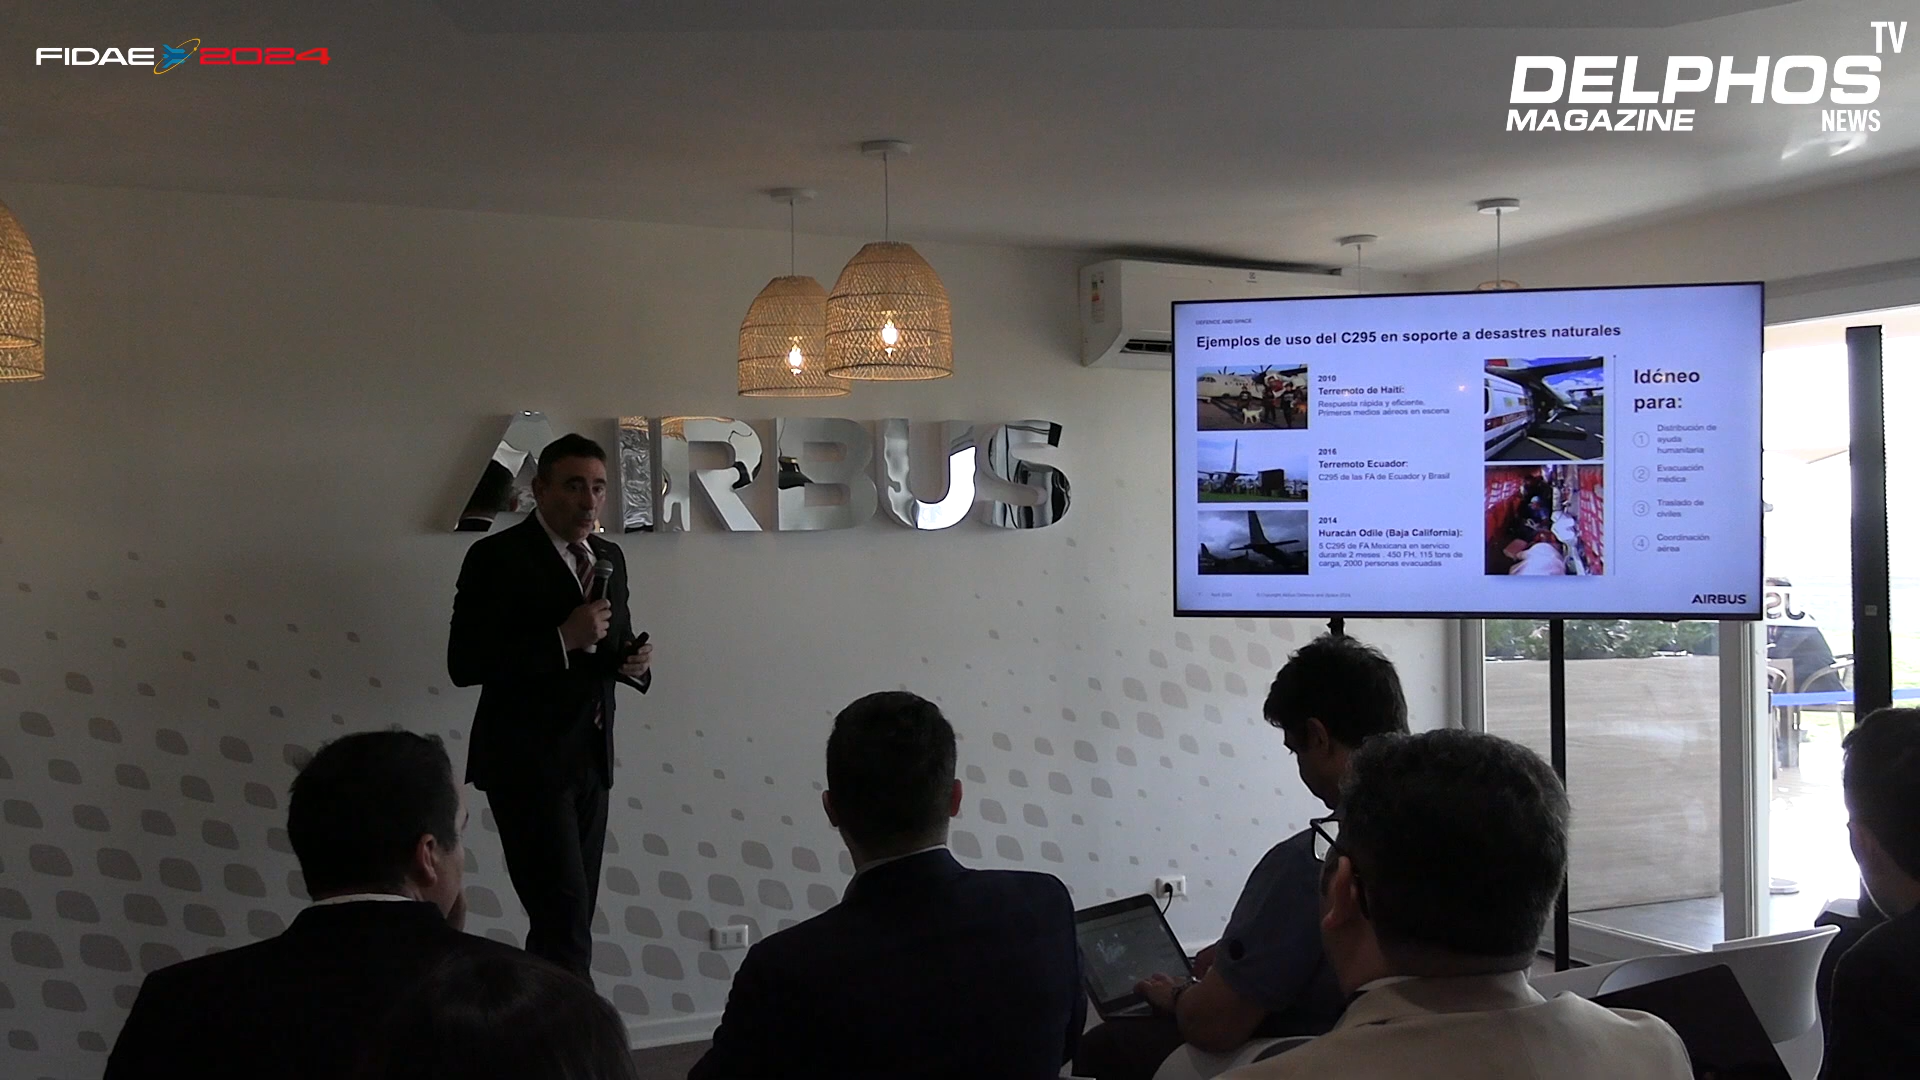 FIDAE 2024
TV
DELPHOS
MAGAZINE
NEWS
AIRBUS
DEFENCE AND SPACE
Ejemplos de uso del C295 en soporte a desastres naturales
2010
Terremoto de Haití:
Respuesta rápida y eficiente.
Primeros medios aéreos en escena
2016
Terremoto Ecuador:
C295 de las FA de Ecuador y Brasil
2014
Huracán Odile (Baja California):
5 C295 de FA Mexicana en servicio
durante 2 meses . 450 FH, 115 tons de
carga, 2000 personas evacuadas
Idóneo
para:
1
Distribución de
ayuda
humanitaria
2
Evacuación
médica
3
Traslado de
civiles
4
Coordinación
aérea
AIRBUS